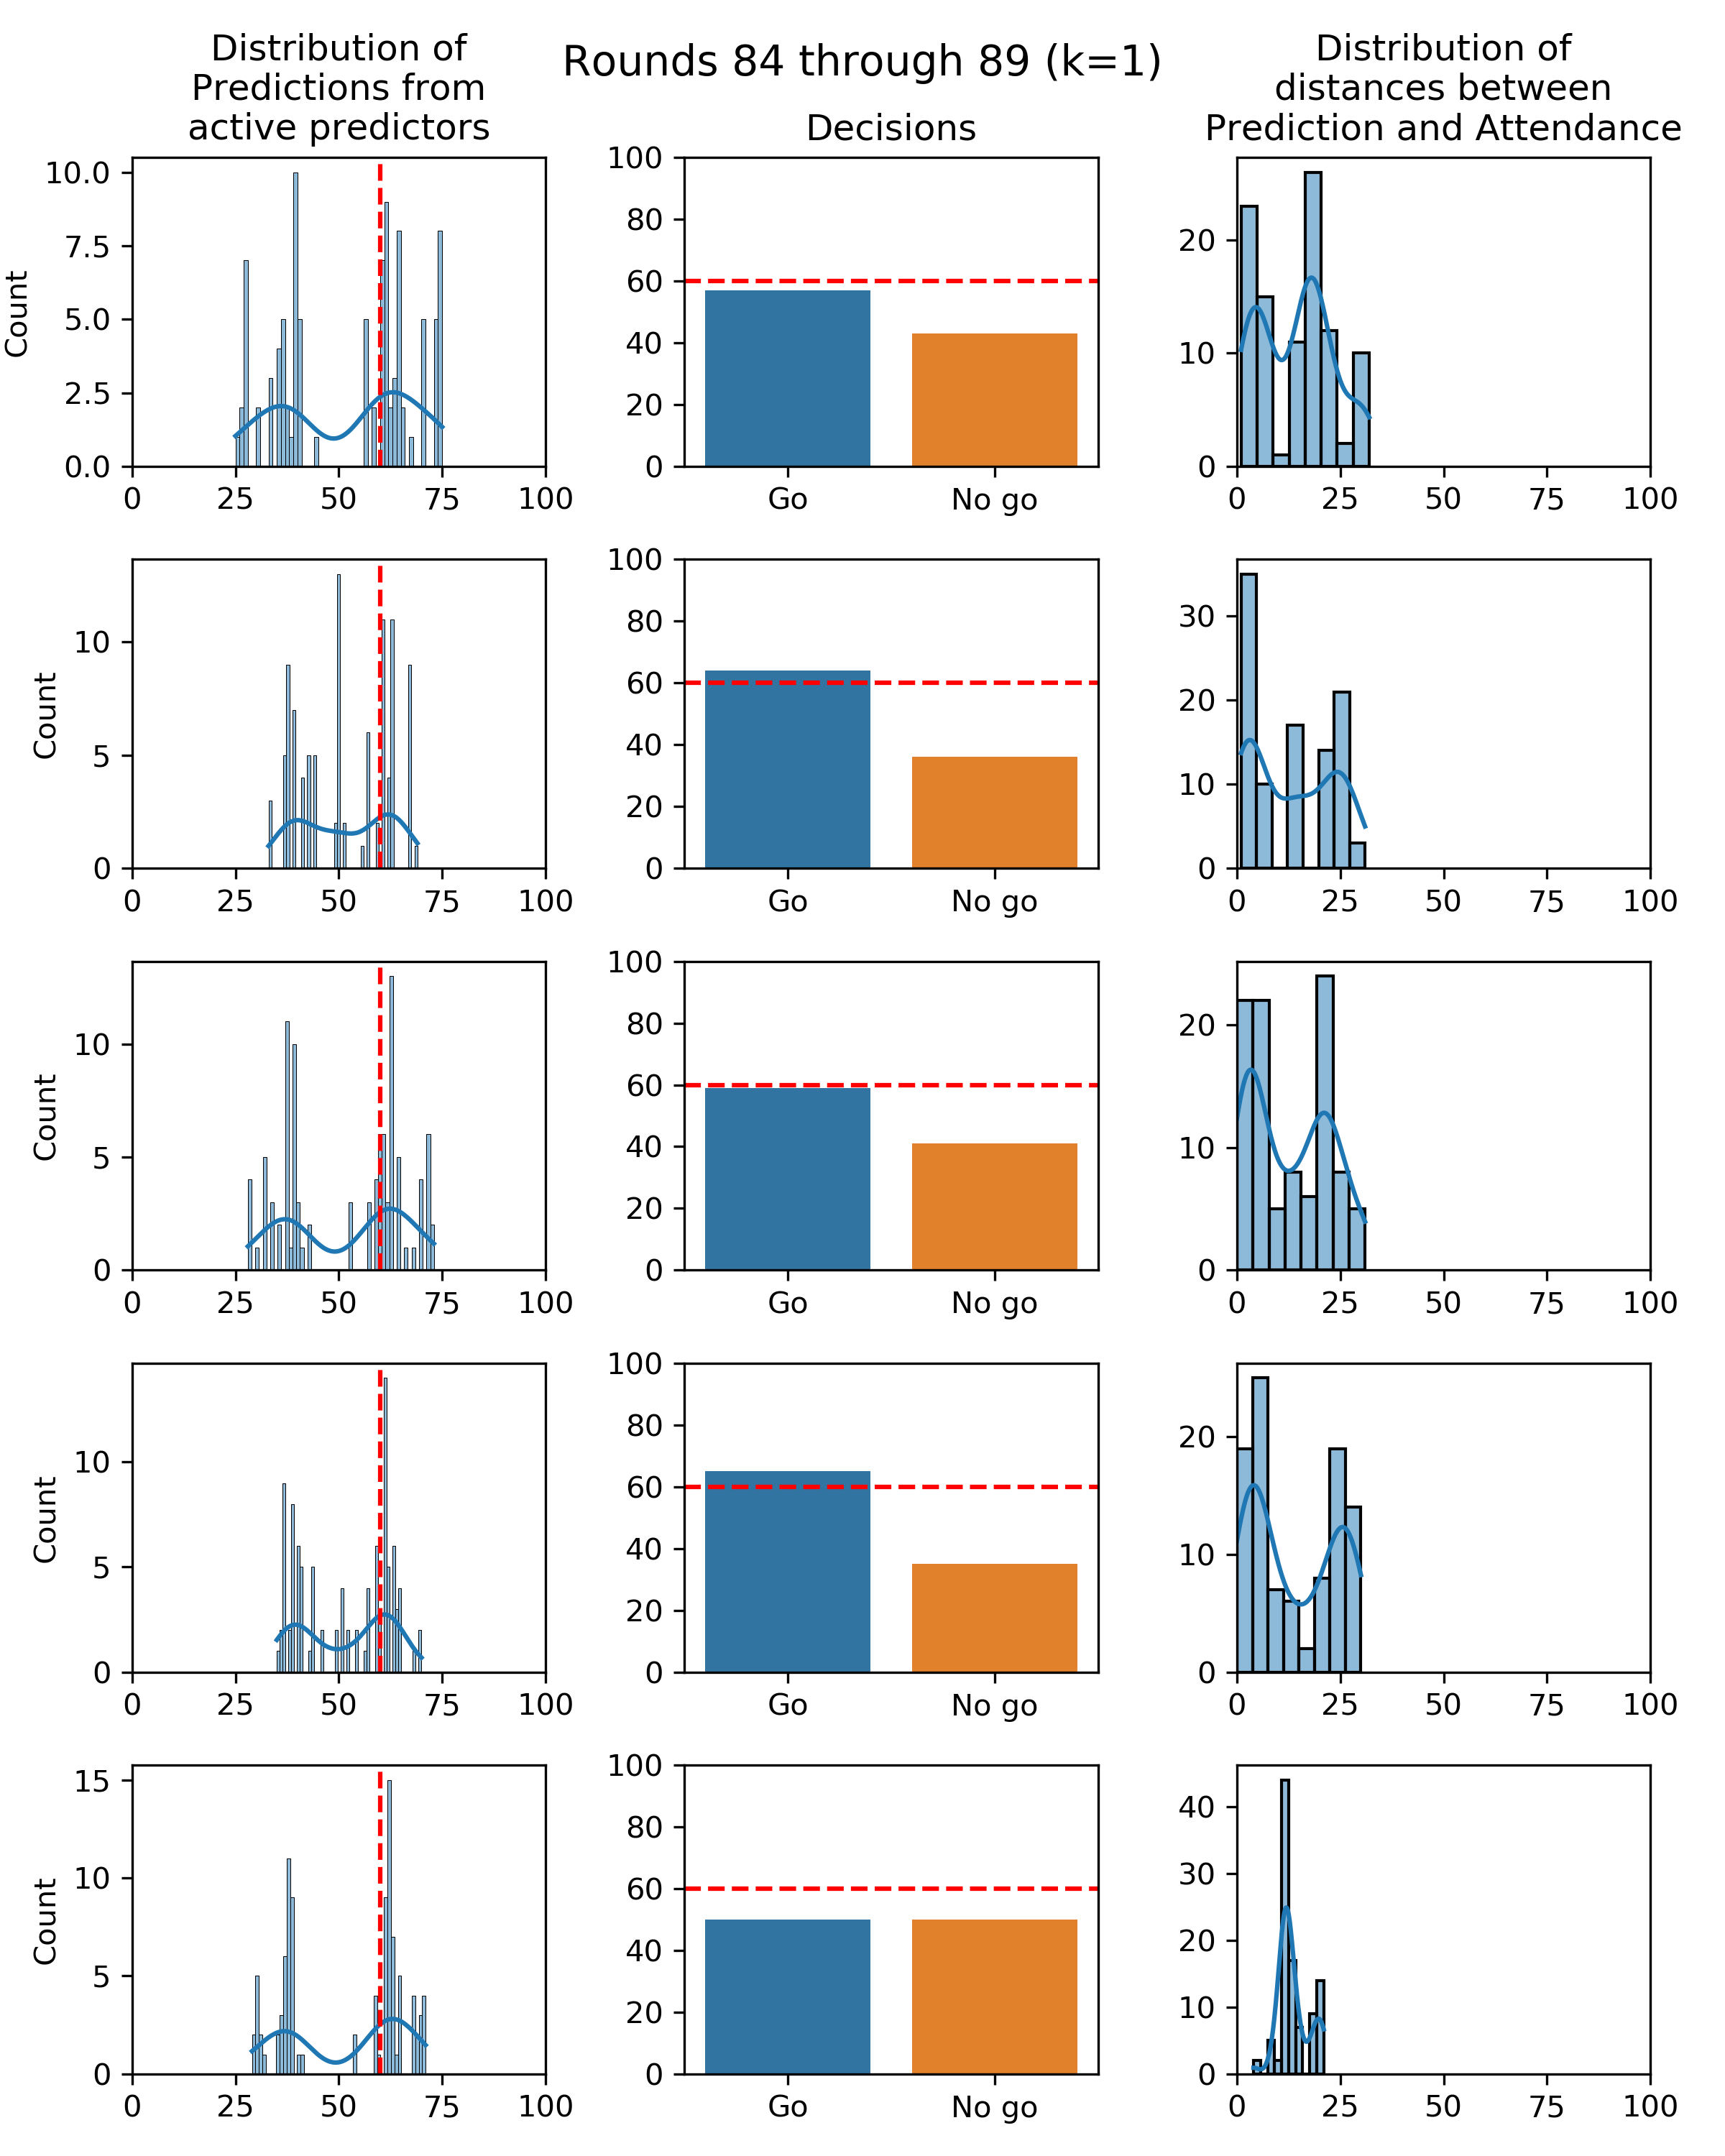 Distribution of
Predictions from
active predictors
Rounds 84 through 89 (k=1)
Decisions
Distribution of
distances between
Prediction and Attendance
Count
10.0
7.5
5.0
2.5
0.0
0 25 50 75 100
100
80
60
40
20
0
Go No go
20
10
0
0 25 50 75 100
Count
10
5
0
0 25 50 75 100
100
80
60
40
20
0
Go No go
30
20
10
0
0 25 50 75 100
Count
10
5
0
0 25 50 75 100
100
80
60
40
20
0
Go No go
20
10
0
0 25 50 75 100
Count
10
5
0
0 25 50 75 100
100
80
60
40
20
0
Go No go
20
10
0
0 25 50 75 100
Count
15
10
5
0
0 25 50 75 100
100
80
60
40
20
0
Go No go
40
30
20
10
0
0 25 50 75 100